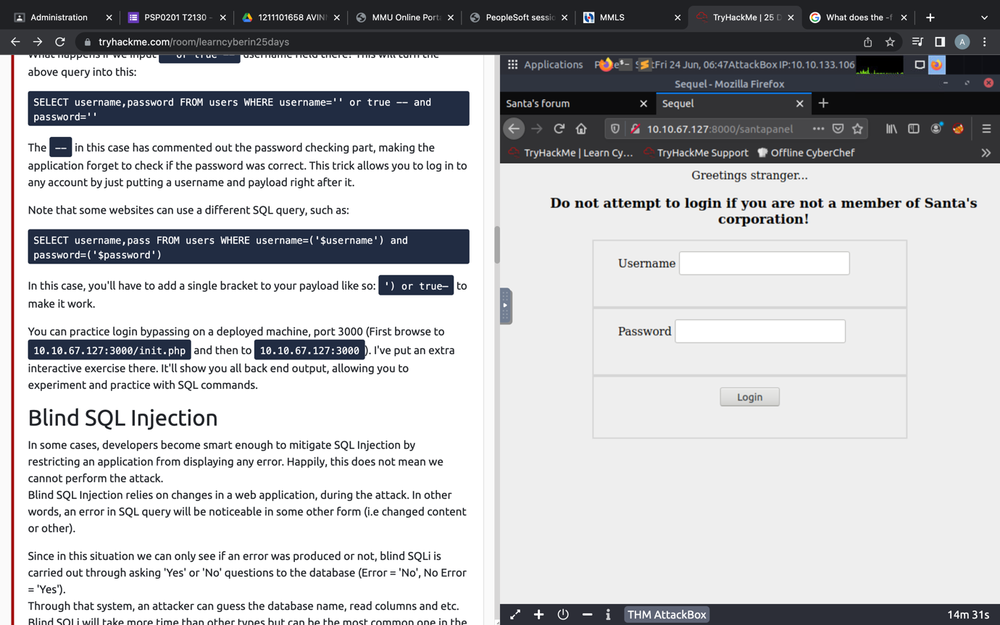 Administration
PSP0201 T2130 -
1211101658 AVIN
MMU Online Port
PeopleSoft sessio
MMLS
TryHackMe | 25 D
What does the -f
tryhackme.com/room/learncyberin25days
A
What happens if we input ' or true -- username field there? This will turn the
above query into this:
SELECT username,password FROM users WHERE username='' or true -- and
password=''
The -- in this case has commented out the password checking part, making the
application forget to check if the password was correct. This trick allows you to log in to
any account by just putting a username and payload right after it.
Note that some websites can use a different SQL query, such as:
SELECT username,pass FROM users WHERE username=('$username') and
password=('$password')
In this case, you'll have to add a single bracket to your payload like so: ') or true– to
make it work.
You can practice login bypassing on a deployed machine, port 3000 (First browse to
10.10.67.127:3000/init.php and then to 10.10.67.127:3000 ). I've put an extra
interactive exercise there. It'll show you all back end output, allowing you to
experiment and practice with SQL commands.
Blind SQL Injection
In some cases, developers become smart enough to mitigate SQL Injection by
restricting an application from displaying any error. Happily, this does not mean we
cannot perform the attack.
Blind SQL Injection relies on changes in a web application, during the attack. In other
words, an error in SQL query will be noticeable in some other form (i.e changed content
or other).
Since in this situation we can only see if an error was produced or not, blind SQLi is
carried out through asking 'Yes' or 'No' questions to the database (Error = 'No', No Error
= 'Yes').
Through that system, an attacker can guess the database name, read columns and etc.
Blind SQLi will take more time than other types but can be the most common one in the
Applications
Fri 24 Jun, 06:47 AttackBox IP:10.10.133.106
Sequel - Mozilla Firefox
Santa's forum
Sequel
10.10.67.127:8000/santapanel
TryHackMe | Learn Cy...
TryHackMe Support
Offline CyberChef
Greetings stranger...
Do not attempt to login if you are not a member of Santa's
corporation!
Username
Password
Login
THM AttackBox
14m 31s